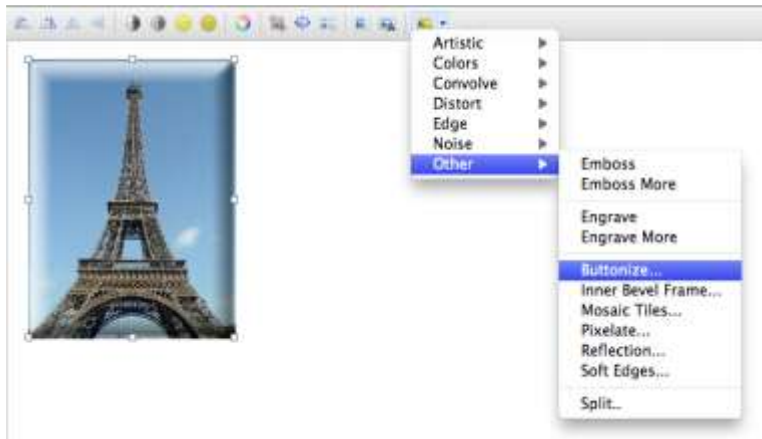 Artistic
Colors
Convolve
Distort
Edge
Noise
Other
Emboss
Emboss More
Engrave
Engrave More
Buttonize...
Inner Bevel Frame...
Mosaic Tiles...
Pixelate...
Reflection...
Soft Edges...
Split..